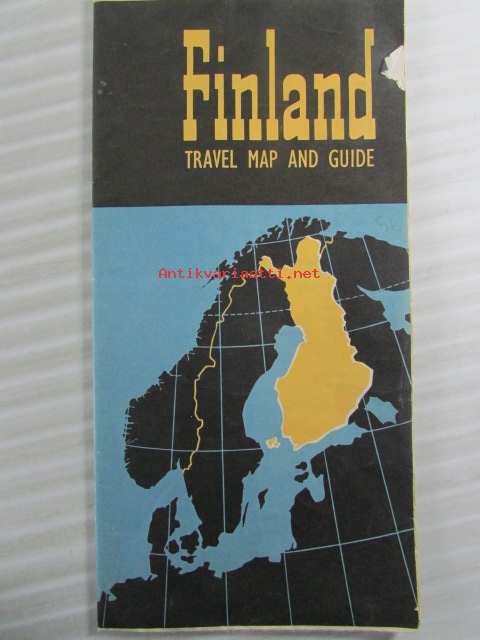 Finland
TRAVEL MAP AND GUIDE
Antikvariaatti.net